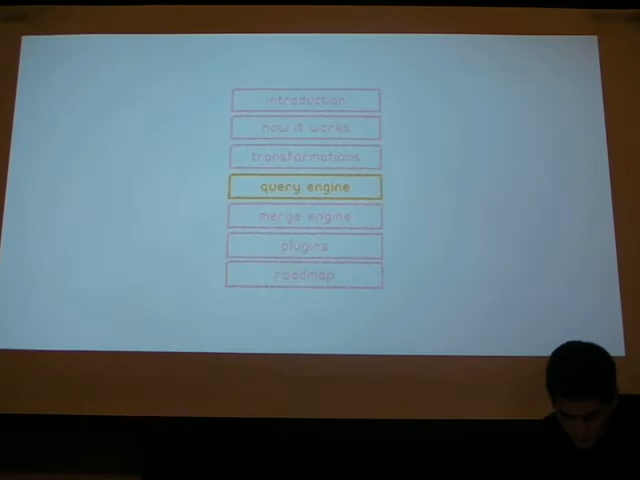 introduction
how it works
transformations
query engine
merge engine
plugins
roadmap